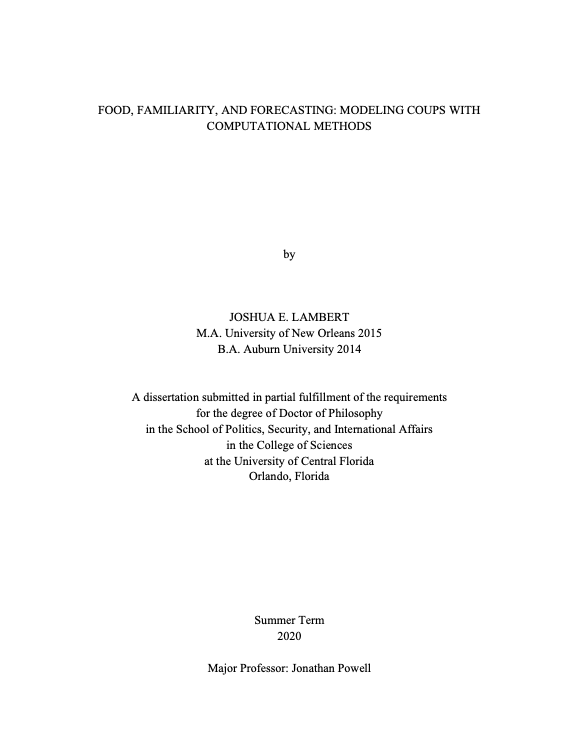 FOOD, FAMILIARITY, AND FORECASTING: MODELING COUPS WITH
COMPUTATIONAL METHODS
by
JOSHUA E. LAMBERT
M.A. University of New Orleans 2015
B.A. Auburn University 2014
A dissertation submitted in partial fulfillment of the requirements
for the degree of Doctor of Philosophy
in the School of Politics, Security, and International Affairs
in the College of Sciences
at the University of Central Florida
Orlando, Florida
Summer Term
2020
Major Professor: Jonathan Powell